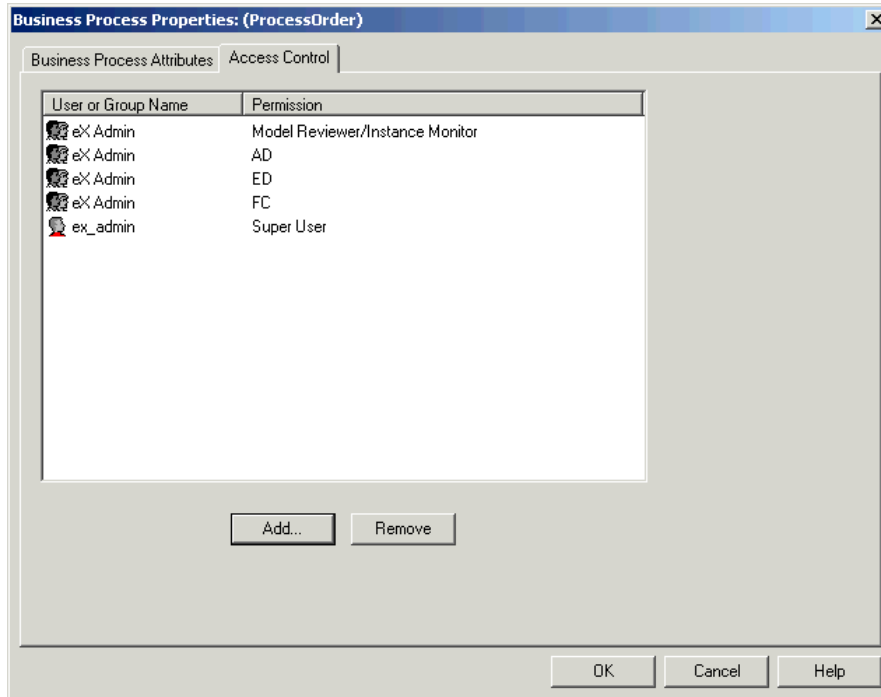 Business Process Properties: (ProcessOrder)
Business Process Attributes Access Control
User or Group Name Permission
eX Admin Model Reviewer/Instance Monitor
eX Admin AD
eX Admin ED
eX Admin FC
ex_admin Super User
Add... Remove
OK Cancel Help